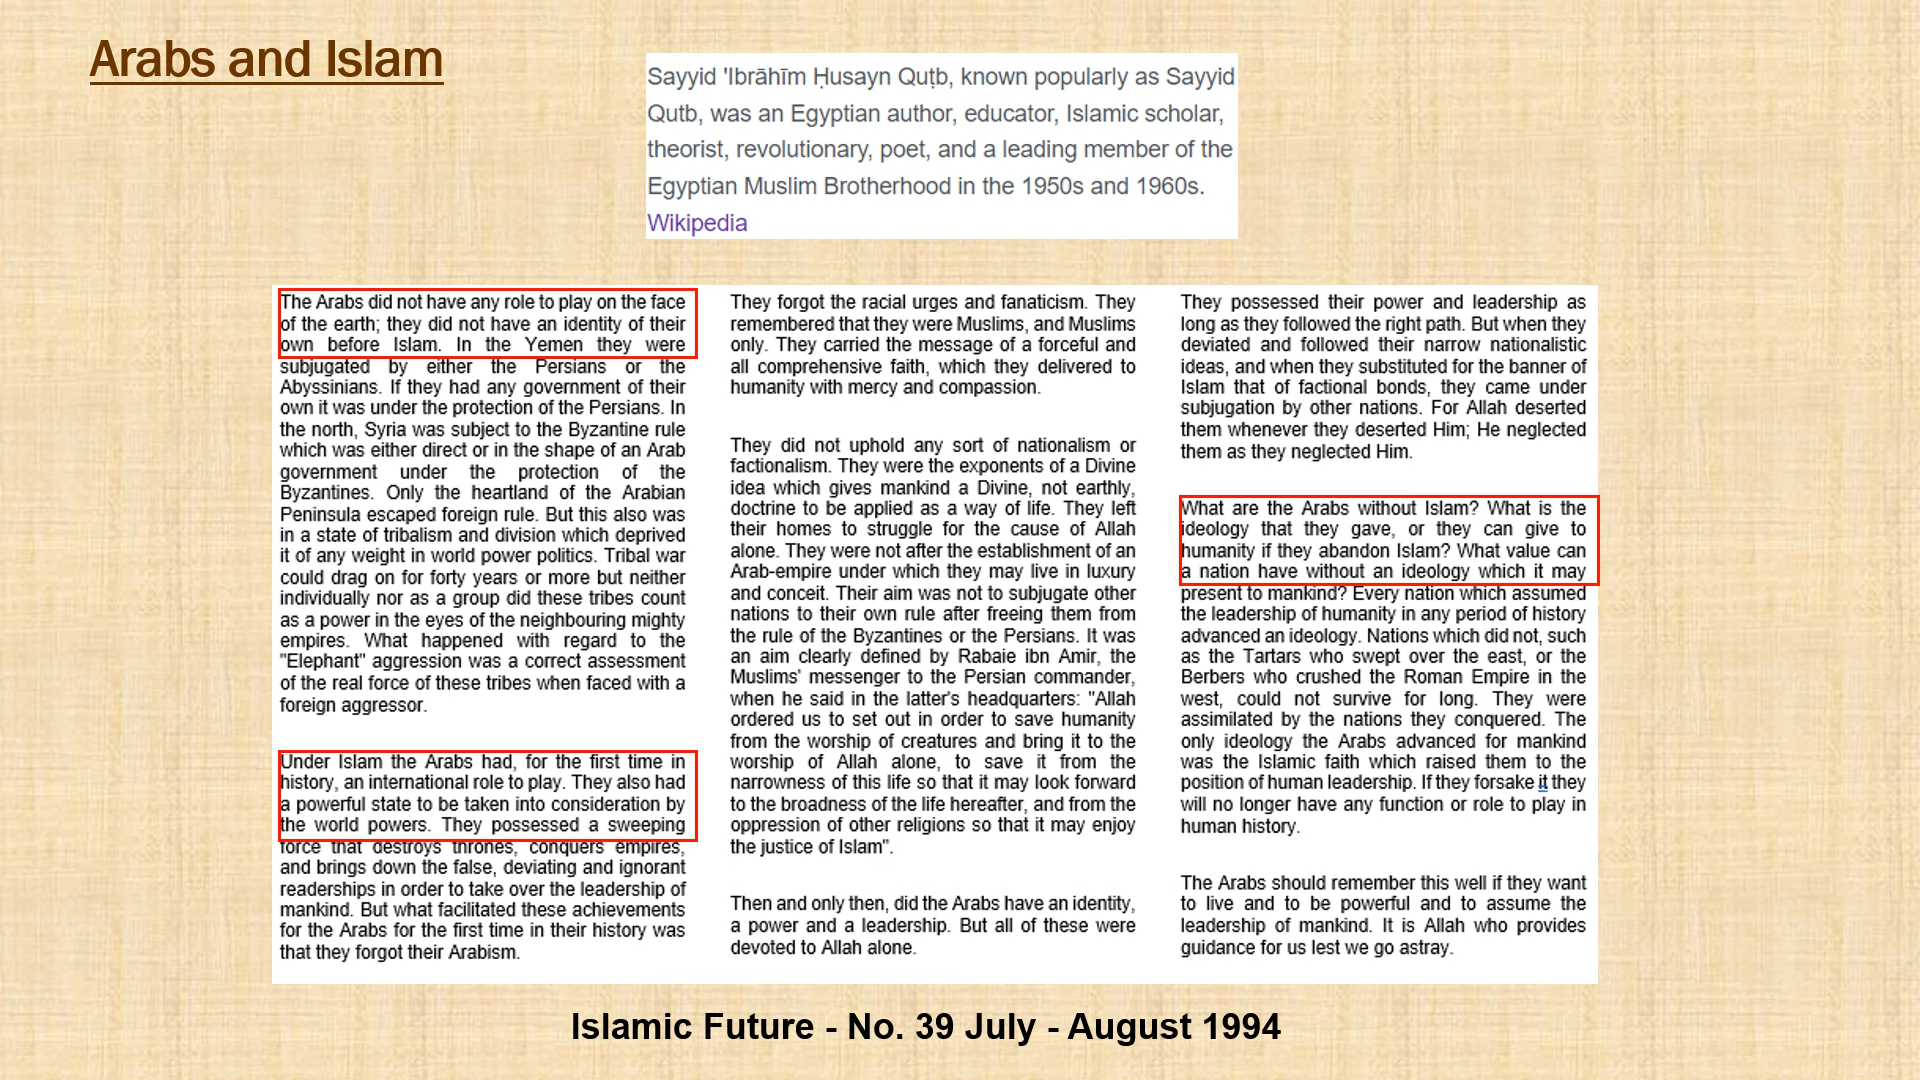 Arabs and Islam
Sayyid 'Ibrāhīm Ḥusayn Quṭb, known popularly as Sayyid
Qutb, was an Egyptian author, educator, Islamic scholar,
theorist, revolutionary, poet, and a leading member of the
Egyptian Muslim Brotherhood in the 1950s and 1960s.
Wikipedia
The Arabs did not have any role to play on the face
of the earth; they did not have an identity of their
own before Islam. In the Yemen they were
subjugated by either the Persians or the
Abyssinians. If they had any government of their
own it was under the protection of the Persians. In
the north, Syria was subject to the Byzantine rule
which was either direct or in the shape of an Arab
government under the protection of the
Byzantines. Only the heartland of the Arabian
Peninsula escaped foreign rule. But this also was
in a state of tribalism and division which deprived
it of any weight in world power politics. Tribal war
could drag on for forty years or more but neither
individually nor as a group did these tribes count
as a power in the eyes of the neighbouring mighty
empires. What happened with regard to the
"Elephant" aggression was a correct assessment
of the real force of these tribes when faced with a
foreign aggressor.
Under Islam the Arabs had, for the first time in
history, an international role to play. They also had
a powerful state to be taken into consideration by
the world powers. They possessed a sweeping
force that destroys thrones, conquers empires,
and brings down the false, deviating and ignorant
readerships in order to take over the leadership of
mankind. But what facilitated these achievements
for the Arabs for the first time in their history was
that they forgot their Arabism.
They forgot the racial urges and fanaticism. They
remembered that they were Muslims, and Muslims
only. They carried the message of a forceful and
all comprehensive faith, which they delivered to
humanity with mercy and compassion.
They did not uphold any sort of nationalism or
factionalism. They were the exponents of a Divine
idea which gives mankind a Divine, not earthly,
doctrine to be applied as a way of life. They left
their homes to struggle for the cause of Allah
alone. They were not after the establishment of an
Arab-empire under which they may live in luxury
and conceit. Their aim was not to subjugate other
nations to their own rule after freeing them from
the rule of the Byzantines or the Persians. It was
an aim clearly defined by Rabaie ibn Amir, the
Muslims' messenger to the Persian commander,
when he said in the latter's headquarters: "Allah
ordered us to set out in order to save humanity
from the worship of creatures and bring it to the
worship of Allah alone, to save it from the
narrowness of this life so that it may look forward
to the broadness of the life hereafter, and from the
oppression of other religions so that it may enjoy
the justice of Islam".
Then and only then, did the Arabs have an identity,
a power and a leadership. But all of these were
devoted to Allah alone.
They possessed their power and leadership as
long as they followed the right path. But when they
deviated and followed their narrow nationalistic
ideas, and when they substituted for the banner of
Islam that of factional bonds, they came under
subjugation by other nations. For Allah deserted
them whenever they deserted Him; He neglected
them as they neglected Him.
What are the Arabs without Islam? What is the
ideology that they gave, or they can give to
humanity if they abandon Islam? What value can
a nation have without an ideology which it may
present to mankind? Every nation which assumed
the leadership of humanity in any period of history
advanced an ideology. Nations which did not, such
as the Tartars who swept over the east, or the
Berbers who crushed the Roman Empire in the
west, could not survive for long. They were
assimilated by the nations they conquered. The
only ideology the Arabs advanced for mankind
was the Islamic faith which raised them to the
position of human leadership. If they forsake it they
will no longer have any function or role to play in
human history.
The Arabs should remember this well if they want
to live and to be powerful and to assume the
leadership of mankind. It is Allah who provides
guidance for us lest we go astray.
Islamic Future - No. 39 July - August 1994